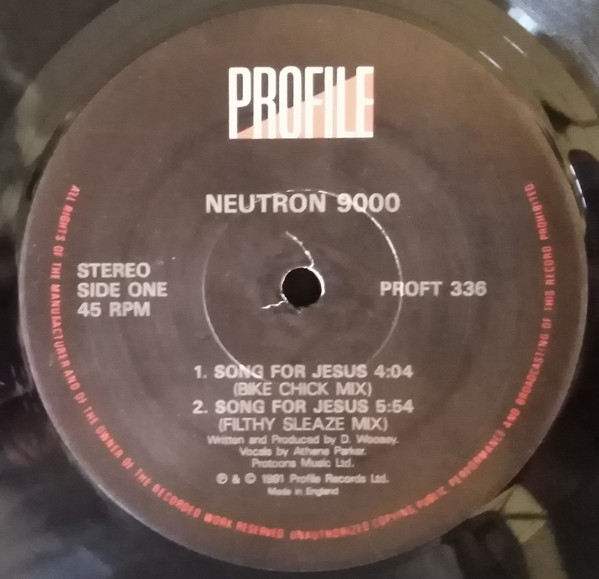 PROFILE
NEUTRON 9000
STEREO
SIDE ONE
45 RPM
PROFT 336
1. SONG FOR JESUS 4:04
(BIKE CHICK MIX)
2. SONG FOR JESUS 5:54
(FILTHY SLEAZE MIX)
Written and Produced by D. Woosey.
Vocals by Athene Parker.
Protoons Music Ltd.
℗ & © 1991 Profile Records Ltd.
Made in England
ALL RIGHTS OF THE MANUFACTURER AND OF THE OWNER OF THE RECORDED WORK RESERVED UNAUTHORIZED COPYING PUBLIC PERFORMANCE AND BROADCASTING OF THIS RECORD PROHIBITED.